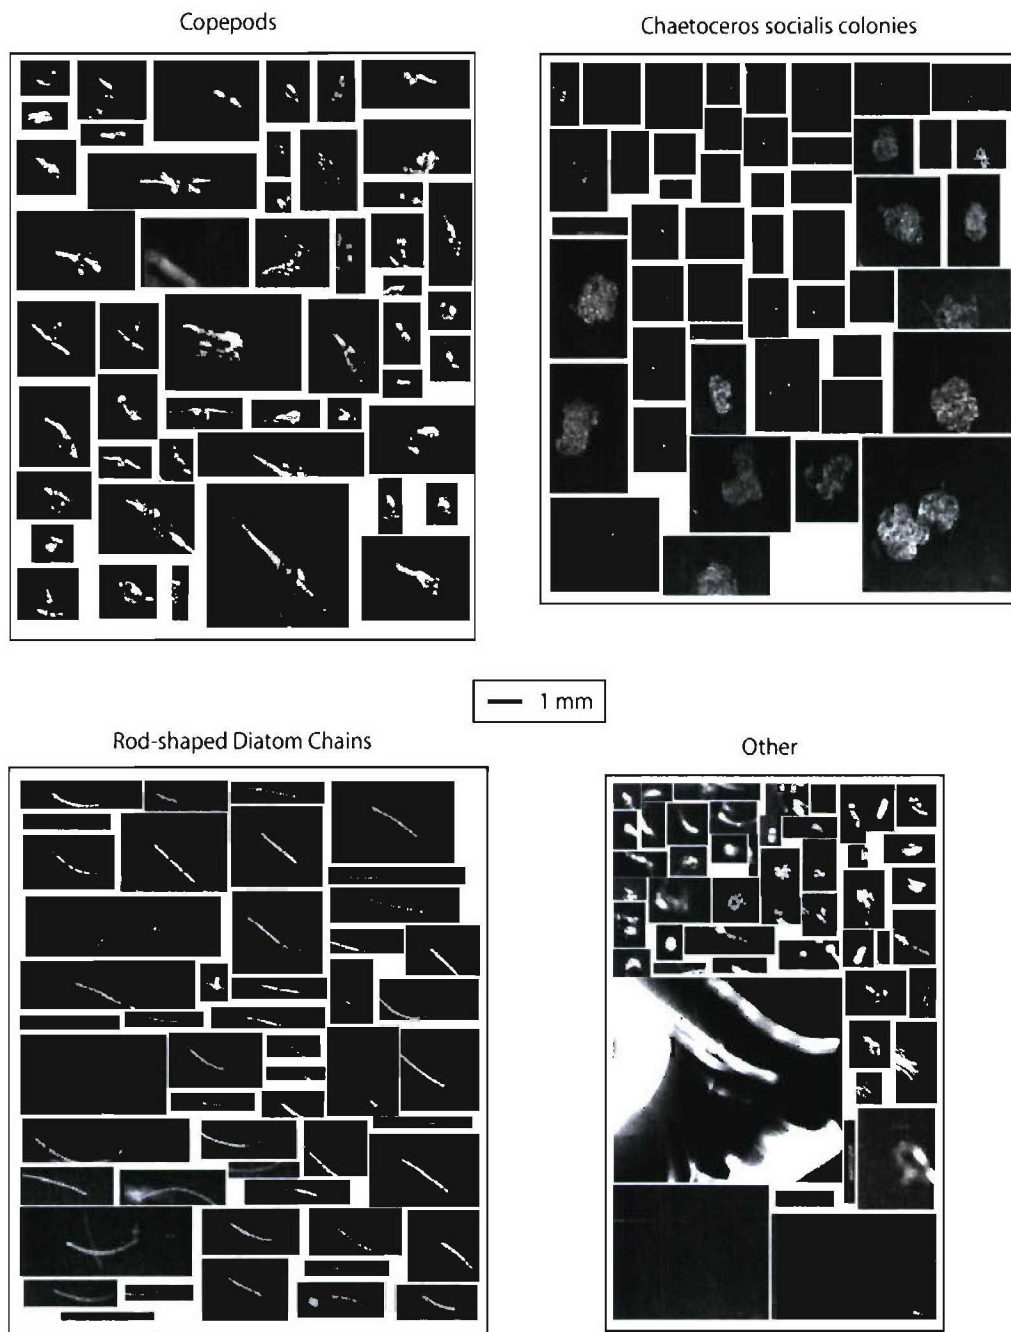 Copepods
Chaetoceros socialis colonies
1 mm
Rod-shaped Diatom Chains
Other